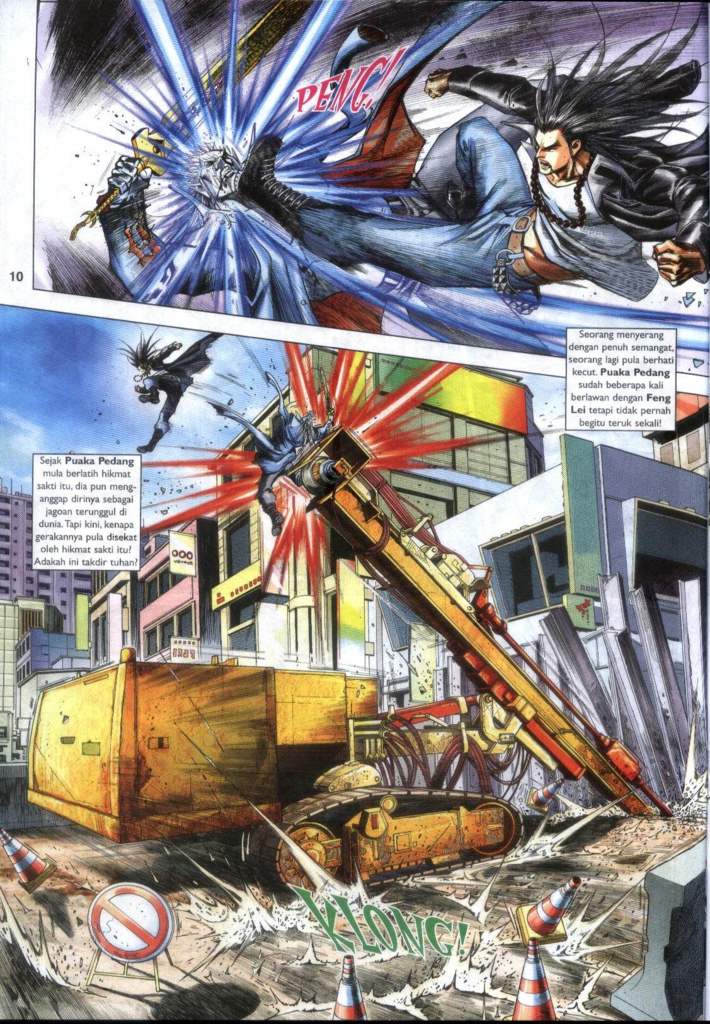 PENG!
10
Seorang menyerang
dengan penuh semangat,
seorang lagi pula berhati
kecut. Puaka Pedang
sudah beberapa kali
berlawan dengan Feng
Lei tetapi tidak pernah
begitu teruk sekali!
Sejak Puaka Pedang
mula berlatih hikmat
sakti itu, dia pun meng-
anggap dirinya sebagai
jagoan terunggul di
dunia. Tapi kini, kenapa
gerakannya pula disekat
oleh hikmat sakti itu?
Adakah ini takdir tuhan?
KLONG!